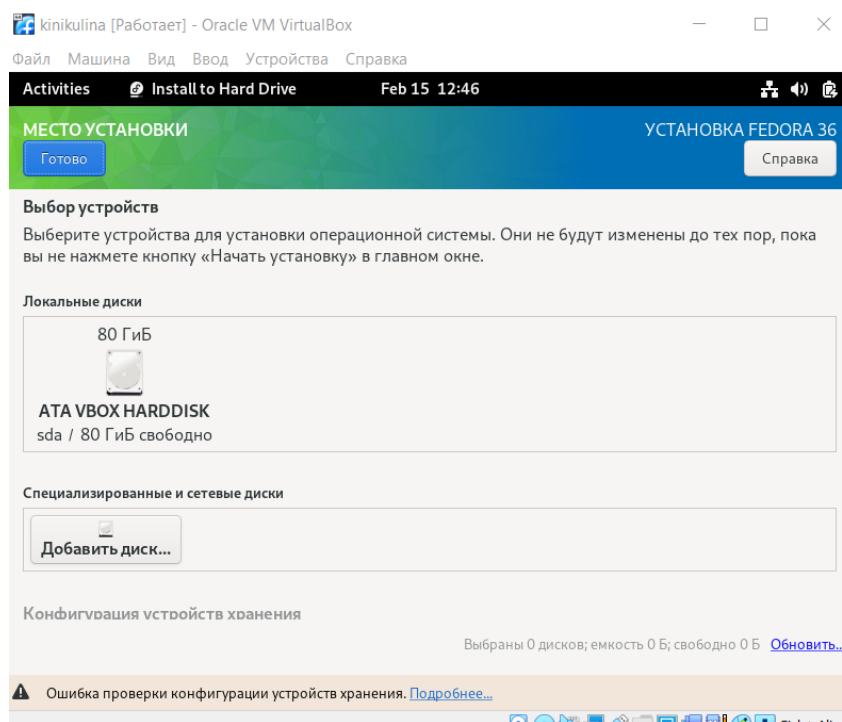 kinikulina [Работает] - Oracle VM VirtualBox
Файл Машина Вид Ввод Устройства Справка
Activities Install to Hard Drive Feb 15 12:46
МЕСТО УСТАНОВКИ УСТАНОВКА FEDORA 36
Готово Справка
Выбор устройств
Выберите устройства для установки операционной системы. Они не будут изменены до тех пор, пока
вы не нажмете кнопку «Начать установку» в главном окне.
Локальные диски
80 ГиБ
ATA VBOX HARDDISK
sda / 80 ГиБ свободно
Специализированные и сетевые диски
Добавить диск...
Конфигурация устройств хранения
Выбраны 0 дисков; емкость 0 Б; свободно 0 Б Обновить..
Ошибка проверки конфигурации устройств хранения. Подробнее...